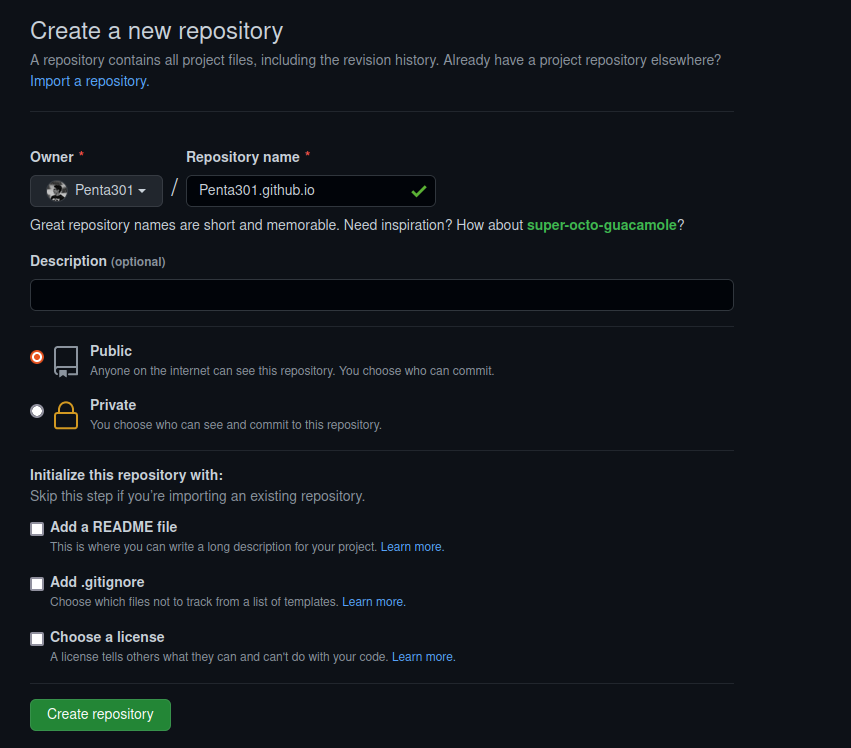 Create a new repository
A repository contains all project files, including the revision history. Already have a project repository elsewhere?
Import a repository.
Owner *
Repository name *
Penta301
/
Penta301.github.io
Great repository names are short and memorable. Need inspiration? How about super-octo-guacamole?
Description (optional)
Public
Anyone on the internet can see this repository. You choose who can commit.
Private
You choose who can see and commit to this repository.
Initialize this repository with:
Skip this step if you're importing an existing repository.
Add a README file
This is where you can write a long description for your project. Learn more.
Add .gitignore
Choose which files not to track from a list of templates. Learn more.
Choose a license
A license tells others what they can and can't do with your code. Learn more.
Create repository